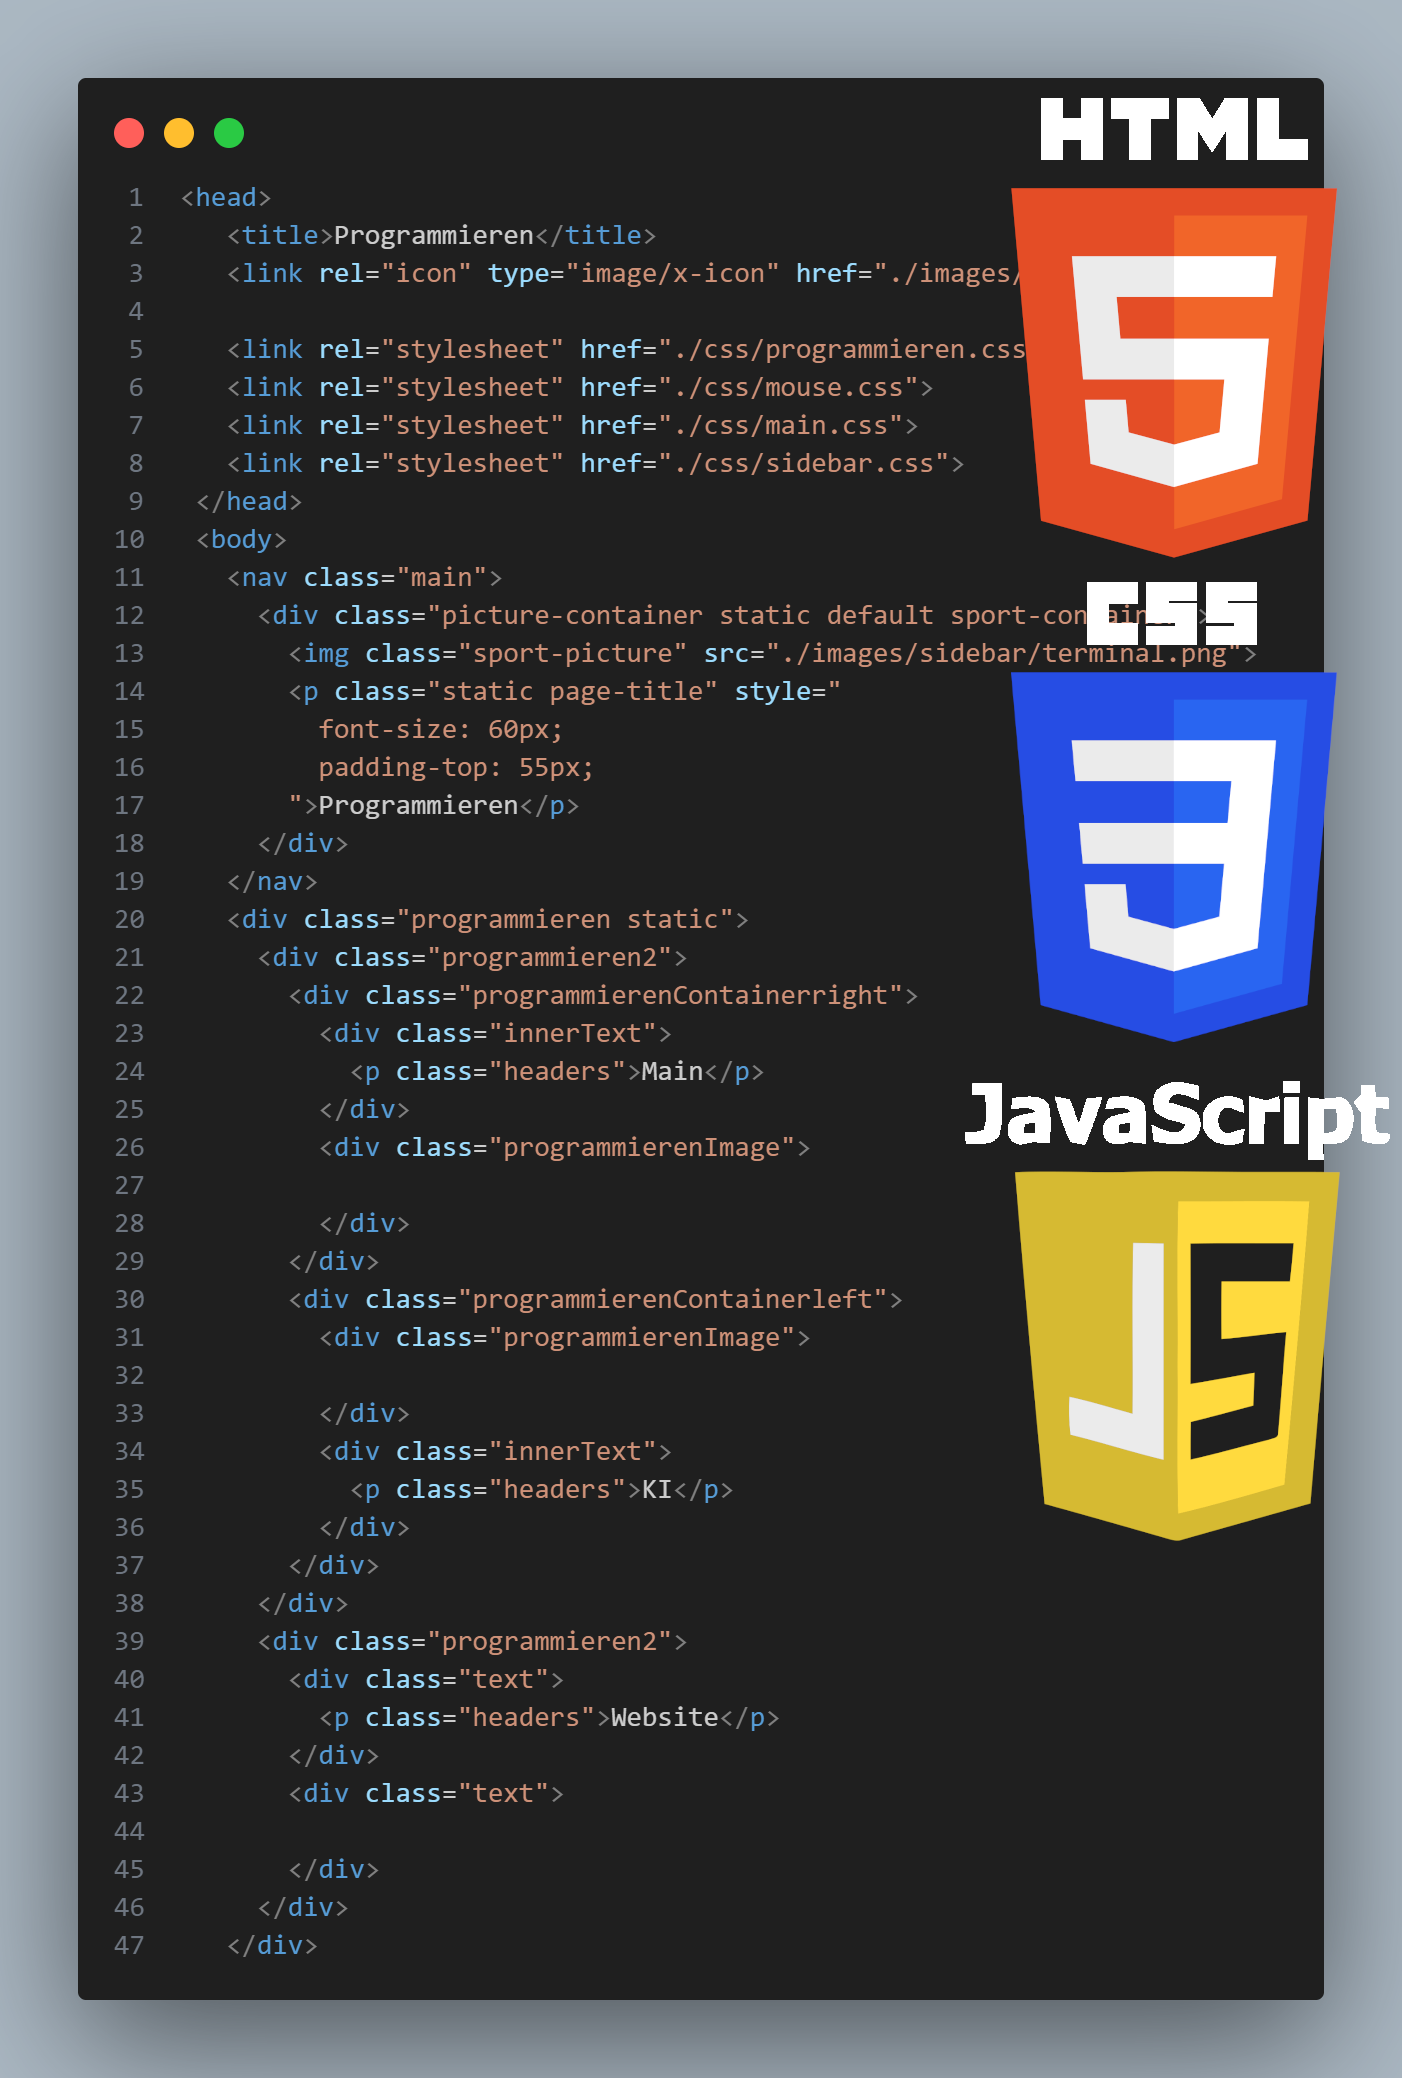 HTML
1 <head>
2 <title>Programmieren</title>
3 <link rel="icon" type="image/x-icon" href="./images/
4
5 <link rel="stylesheet" href="./css/programmieren.css
6 <link rel="stylesheet" href="./css/mouse.css">
7 <link rel="stylesheet" href="./css/main.css">
8 <link rel="stylesheet" href="./css/sidebar.css">
9 </head>
10 <body>
11 <nav class="main">
CSS
12 <div class="picture-container static default sport-container">
13 <img class="sport-picture" src="./images/sidebar/terminal.png">
14 <p class="static page-title" style="
15 font-size: 60px;
16 padding-top: 55px;
17 ">Programmieren</p>
18 </div>
19 </nav>
20 <div class="programmieren static">
21 <div class="programmieren2">
22 <div class="programmierenContainerright">
23 <div class="innerText">
24 <p class="headers">Main</p>
JavaScript
25 </div>
26 <div class="programmierenImage">
27
28 </div>
29 </div>
JS
30 <div class="programmierenContainerleft">
31 <div class="programmierenImage">
32
33 </div>
34 <div class="innerText">
35 <p class="headers">KI</p>
36 </div>
37 </div>
38 </div>
39 <div class="programmieren2">
40 <div class="text">
41 <p class="headers">Website</p>
42 </div>
43 <div class="text">
44
45 </div>
46 </div>
47 </div>